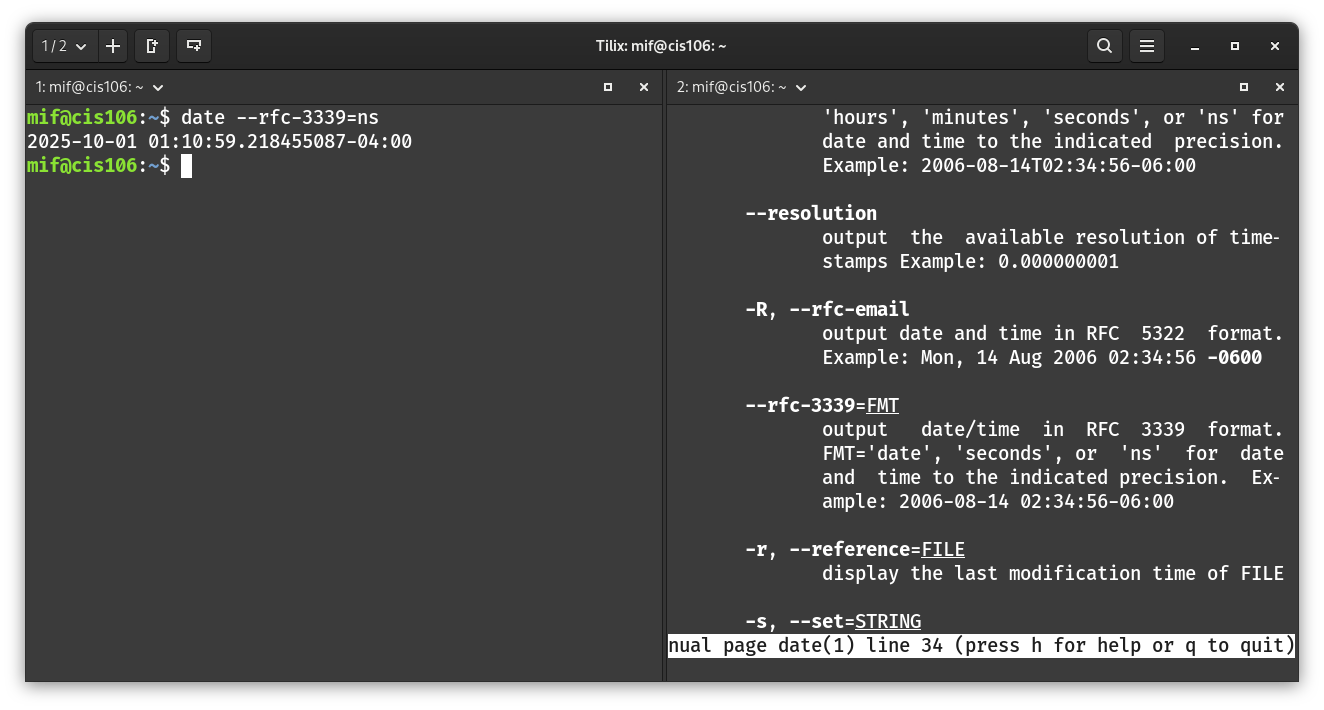 1 / 2
Tilix: mif@cis106: ~
1: mif@cis106: ~
mif@cis106:~$ date --rfc-3339=ns
2025-10-01 01:10:59.218455087-04:00
mif@cis106:~$
2: mif@cis106: ~
'hours', 'minutes', 'seconds', or 'ns' for
date and time to the indicated  precision.
Example: 2006-08-14T02:34:56-06:00
--resolution
output  the  available resolution of time-
stamps Example: 0.000000001
-R, --rfc-email
output date and time in RFC  5322  format.
Example: Mon, 14 Aug 2006 02:34:56 -0600
--rfc-3339=FMT
output   date/time  in  RFC  3339  format.
FMT='date', 'seconds', or  'ns'  for  date
and  time to the indicated precision.  Ex-
ample: 2006-08-14 02:34:56-06:00
-r, --reference=FILE
display the last modification time of FILE
-s, --set=STRING
nual page date(1) line 34 (press h for help or q to quit)